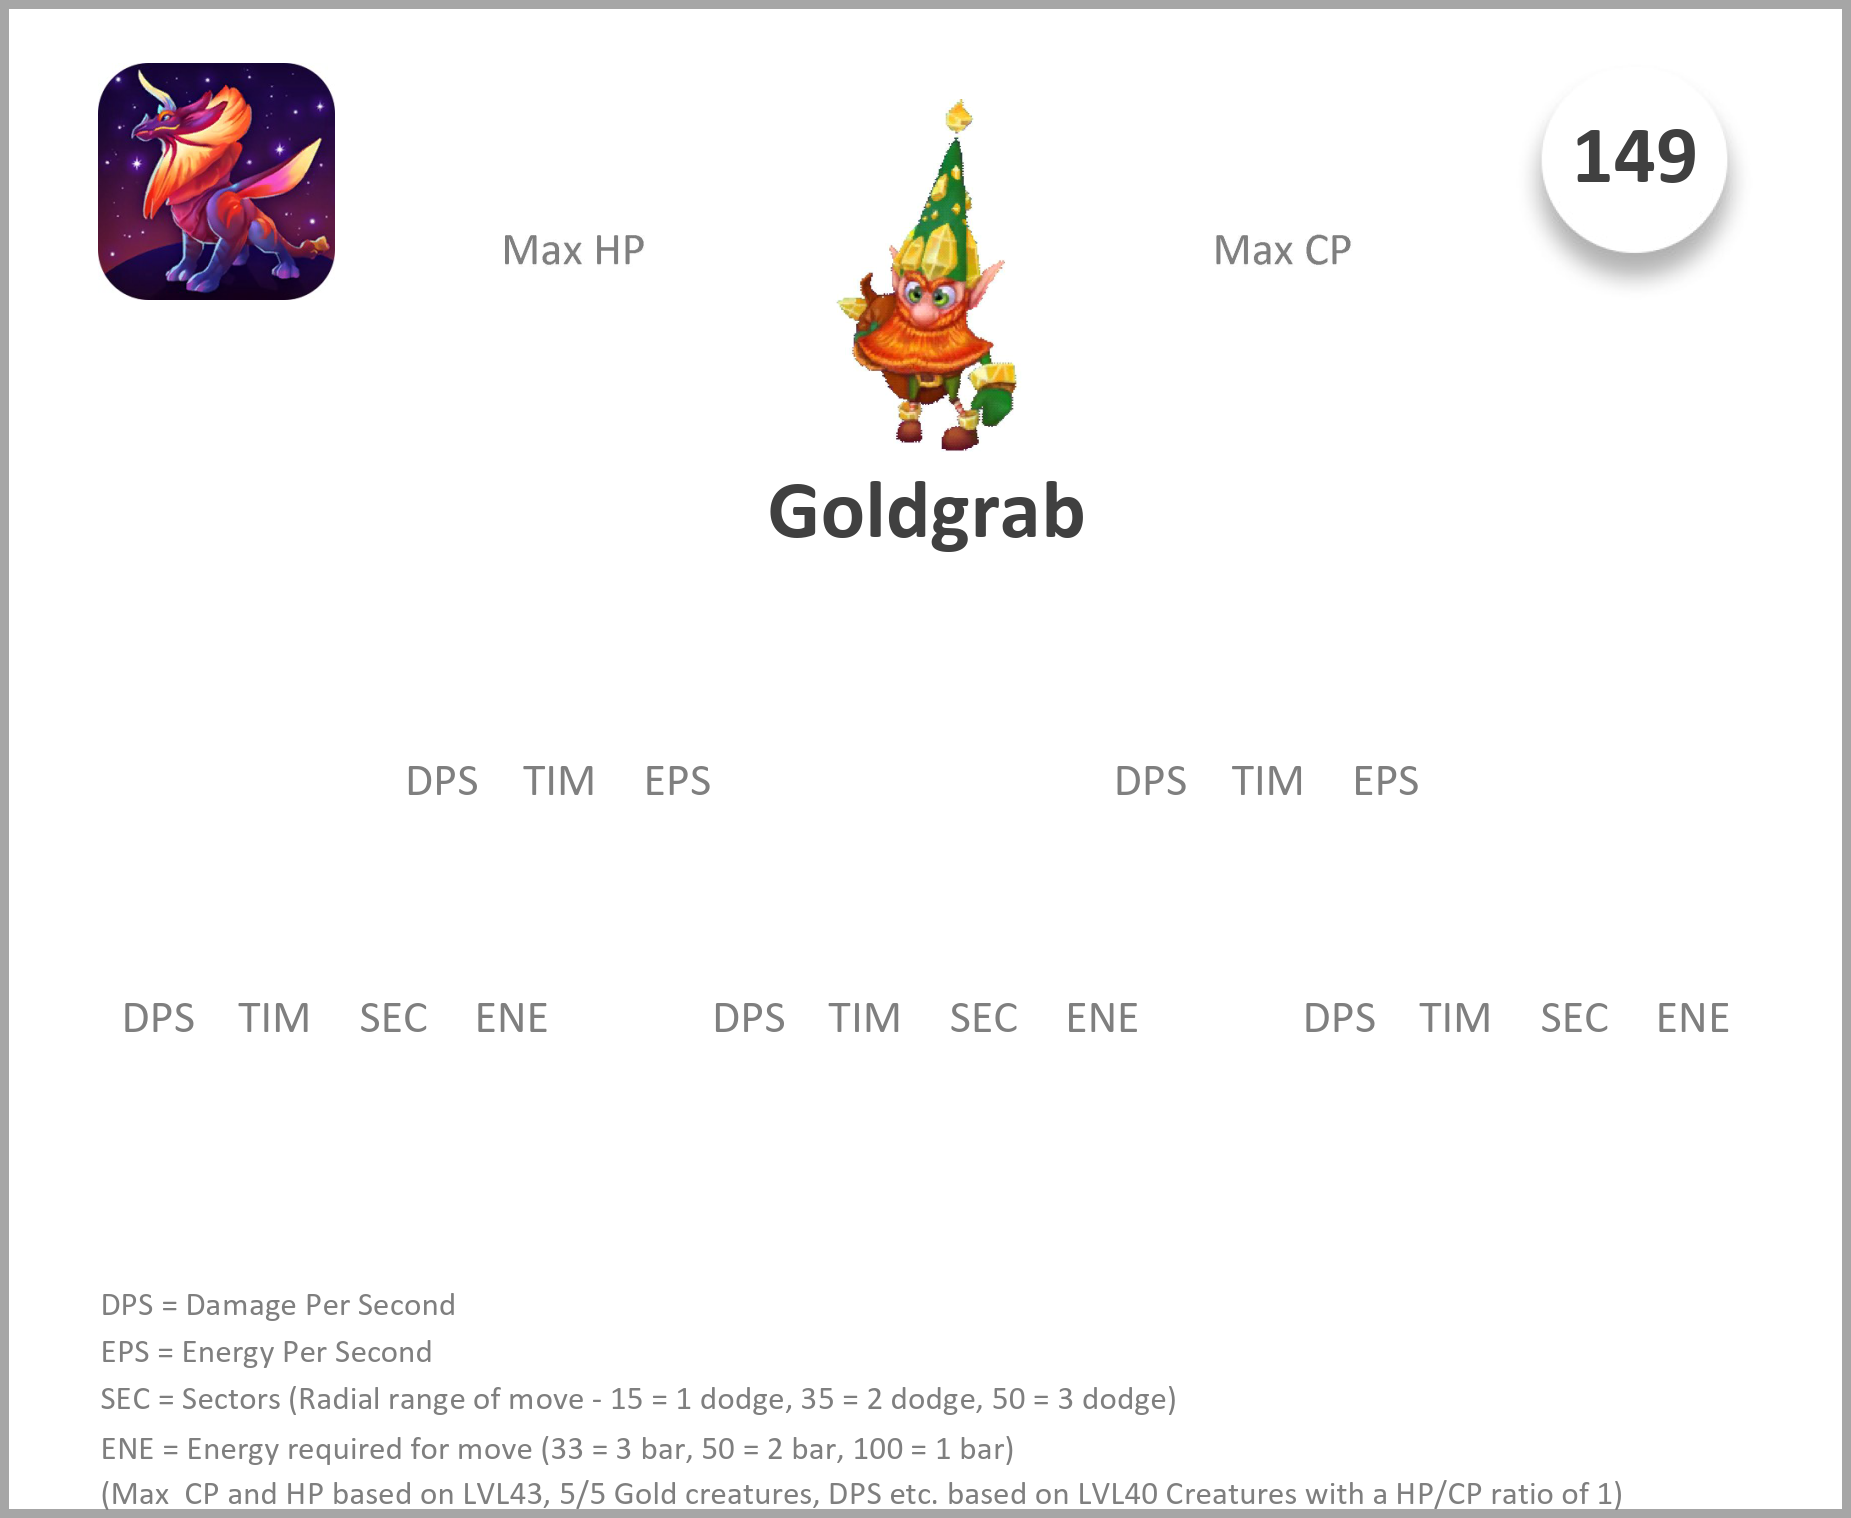 149
Max HP
Max CP
Goldgrab
DPS TIM EPS DPS TIM EPS
DPS TIM SEC ENE DPS TIM SEC ENE DPS TIM SEC ENE
DPS = Damage Per Second
EPS = Energy Per Second
SEC = Sectors (Radial range of move - 15 = 1 dodge, 35 = 2 dodge, 50 = 3 dodge)
ENE = Energy required for move (33 = 3 bar, 50 = 2 bar, 100 = 1 bar)
(Max  CP and HP based on LVL43, 5/5 Gold creatures, DPS etc. based on LVL40 Creatures with a HP/CP ratio of 1)